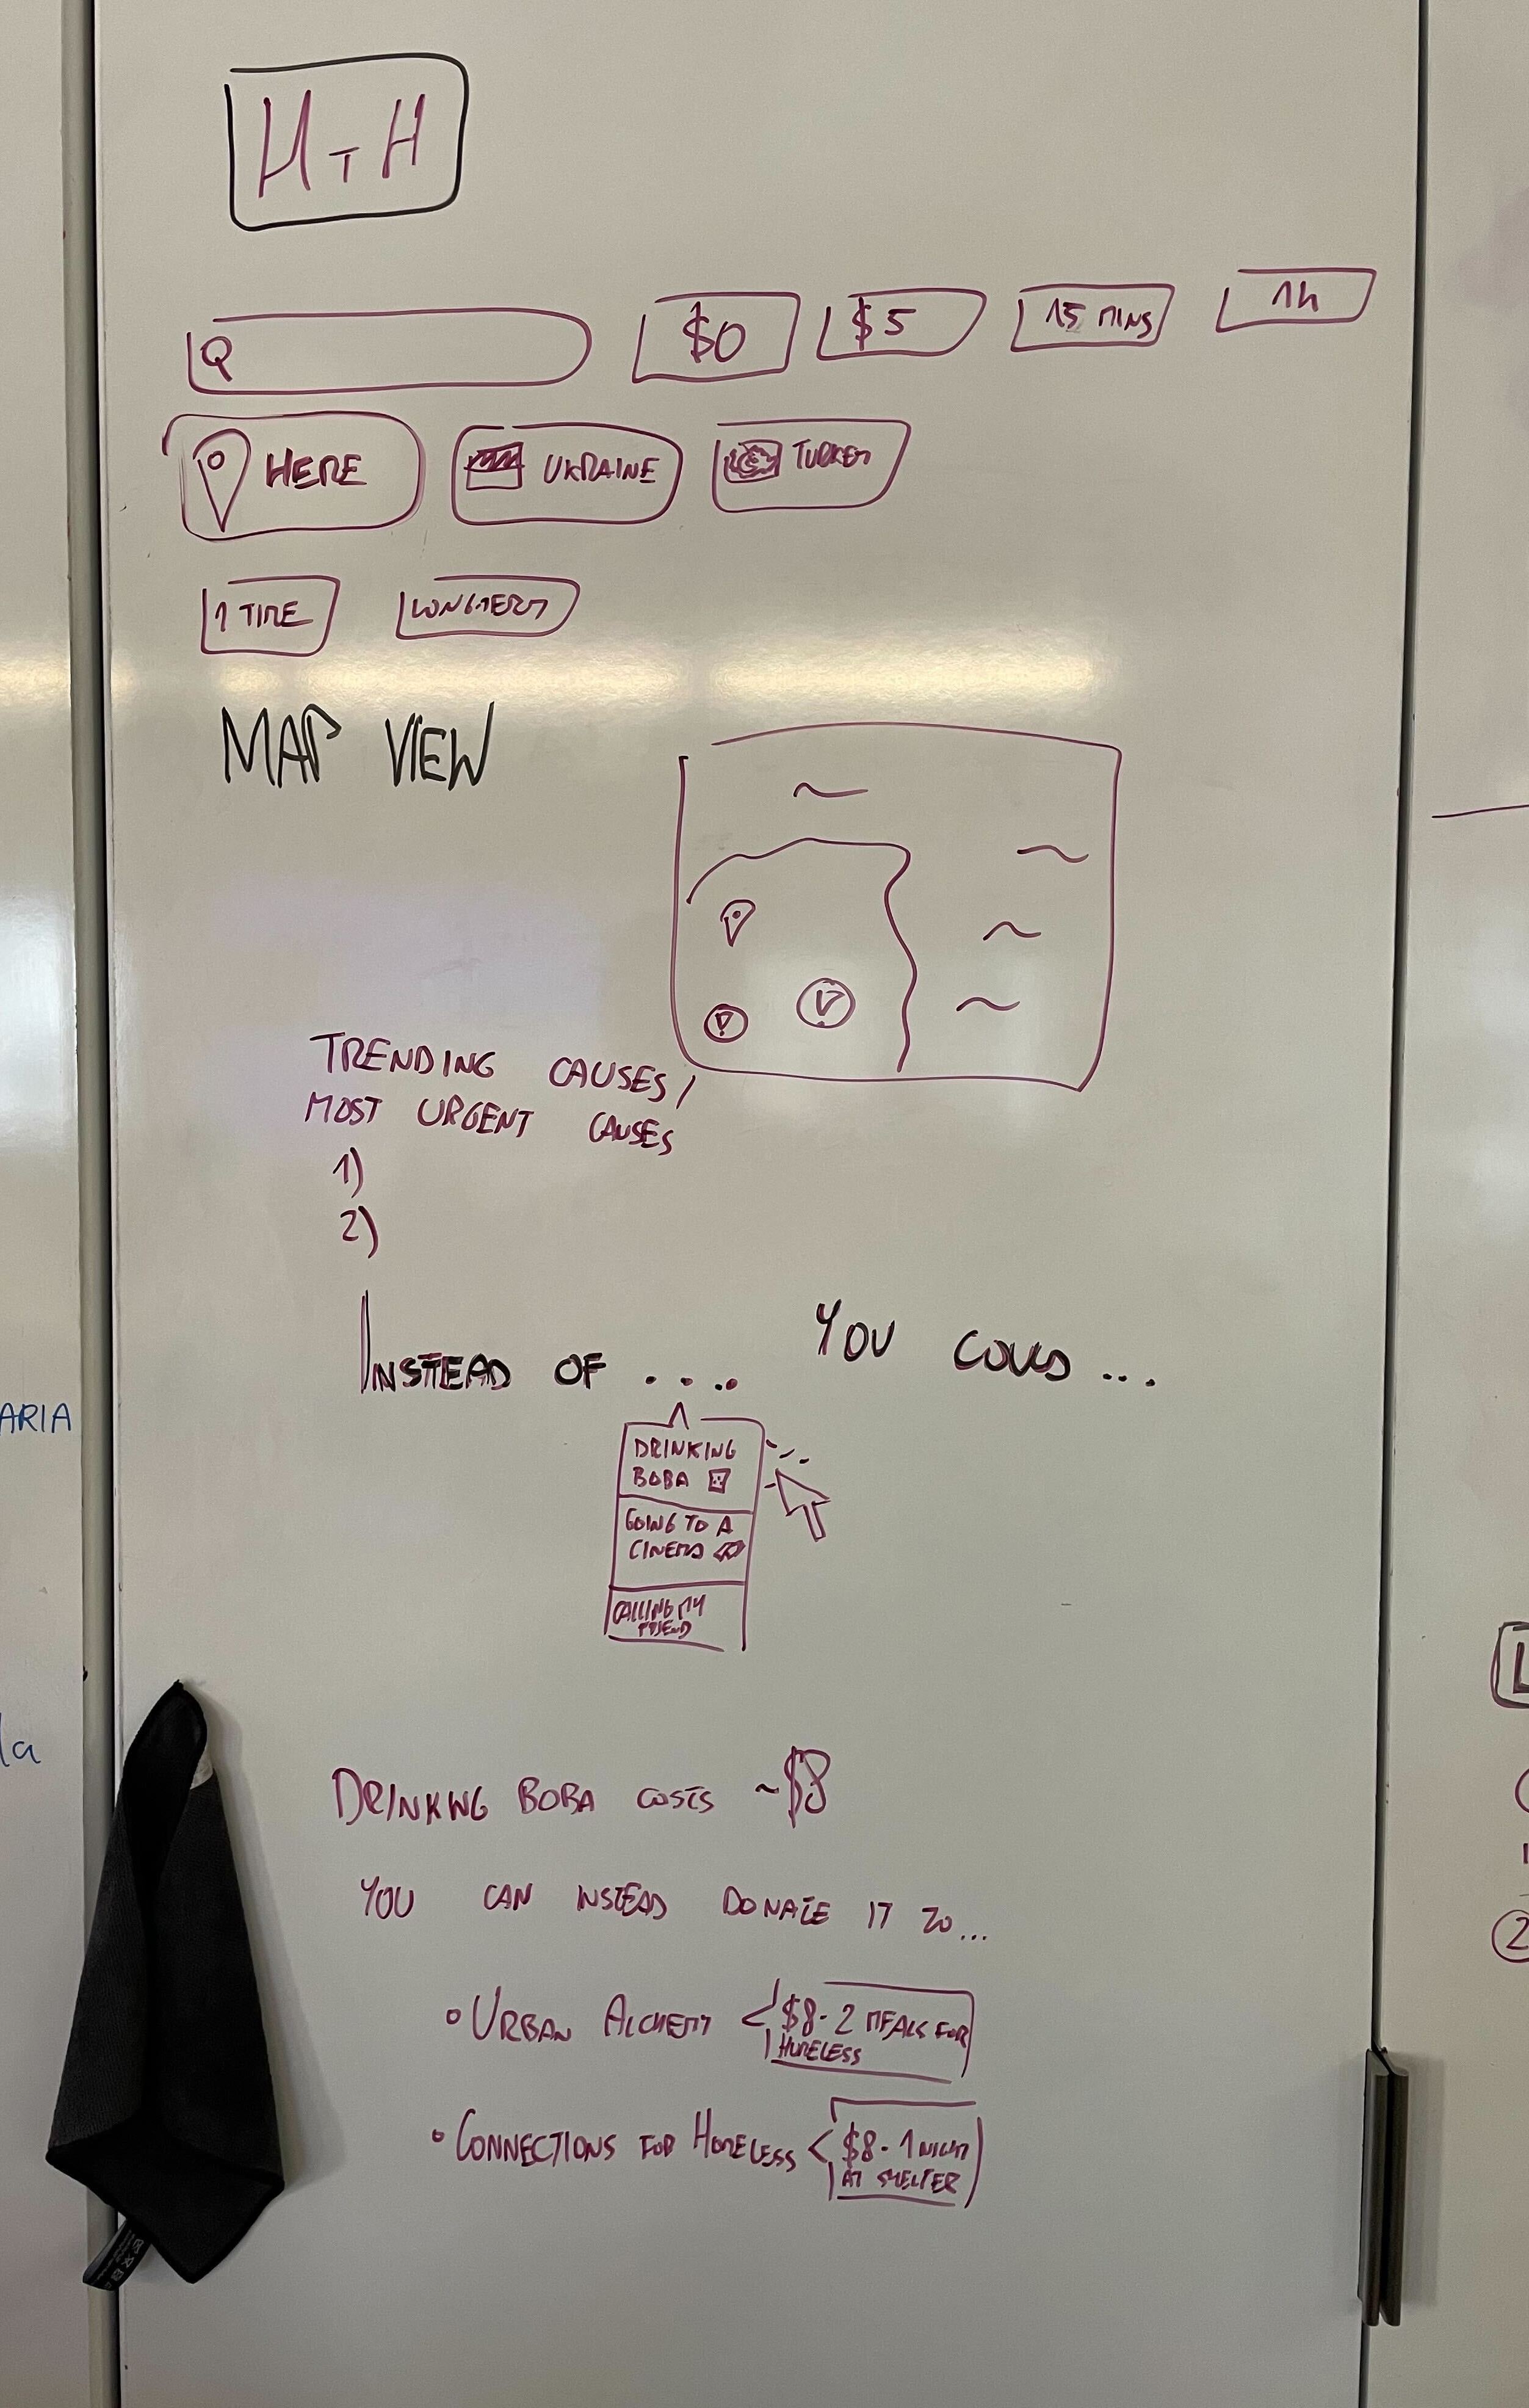 HTH
$0 $5 15 MINS 1h
HERE UKRAINE TURKEY
1 TIME LONG-TERM
MAP VIEW
TRENDING CAUSES/
MOST URGENT CAUSES
1)
2)
INSTEAD OF .... YOU COULD ...
DRINKING
BOBA
GOING TO A
CINEMA
CALLING MY
FRIEND
DRINKING BOBA COSTS ~$8
YOU CAN INSTEAD DONATE IT TO...
• URBAN ALCHEMY
$8 - 2 MEALS FOR
HOMELESS
• CONNECTIONS FOR HOMELESS
$8 - 1 NIGHT
AT SHELTER
ARIA
la
L
2